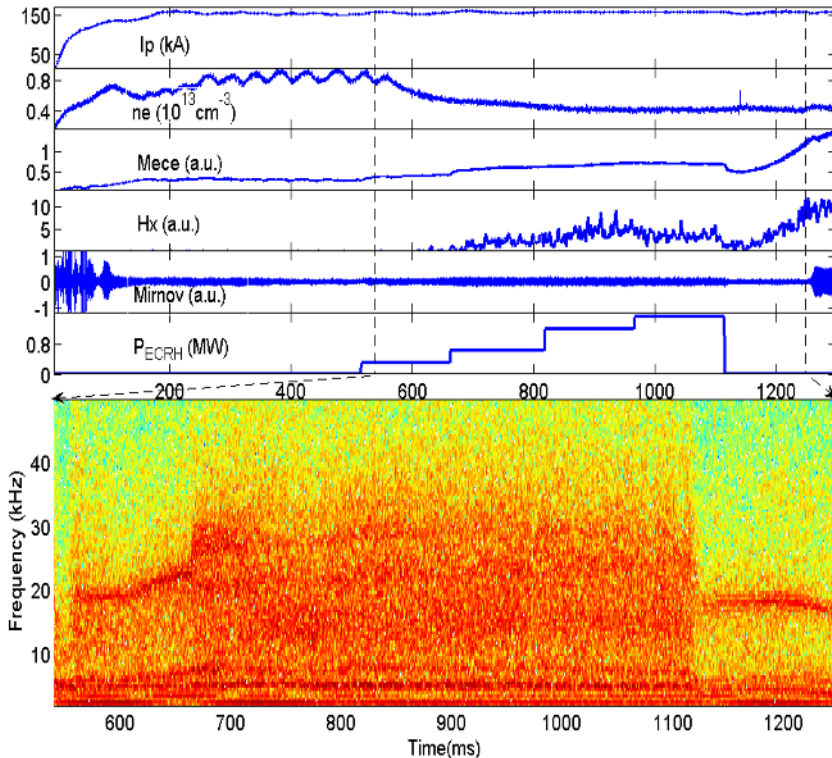 150
50
Ip (kA)
0.8
0.4
ne (10^13 cm^-3
1
0.5
Mece (a.u.)
10
5
Hx (a.u.)
1
0
-1
Mirnov (a.u.)
0.8
0
P_ECRH (MW)
200 400 600 800 1000 1200
40
30
20
10
Frequency (kHz)
600 700 800 900 1000 1100 1200
Time(ms)